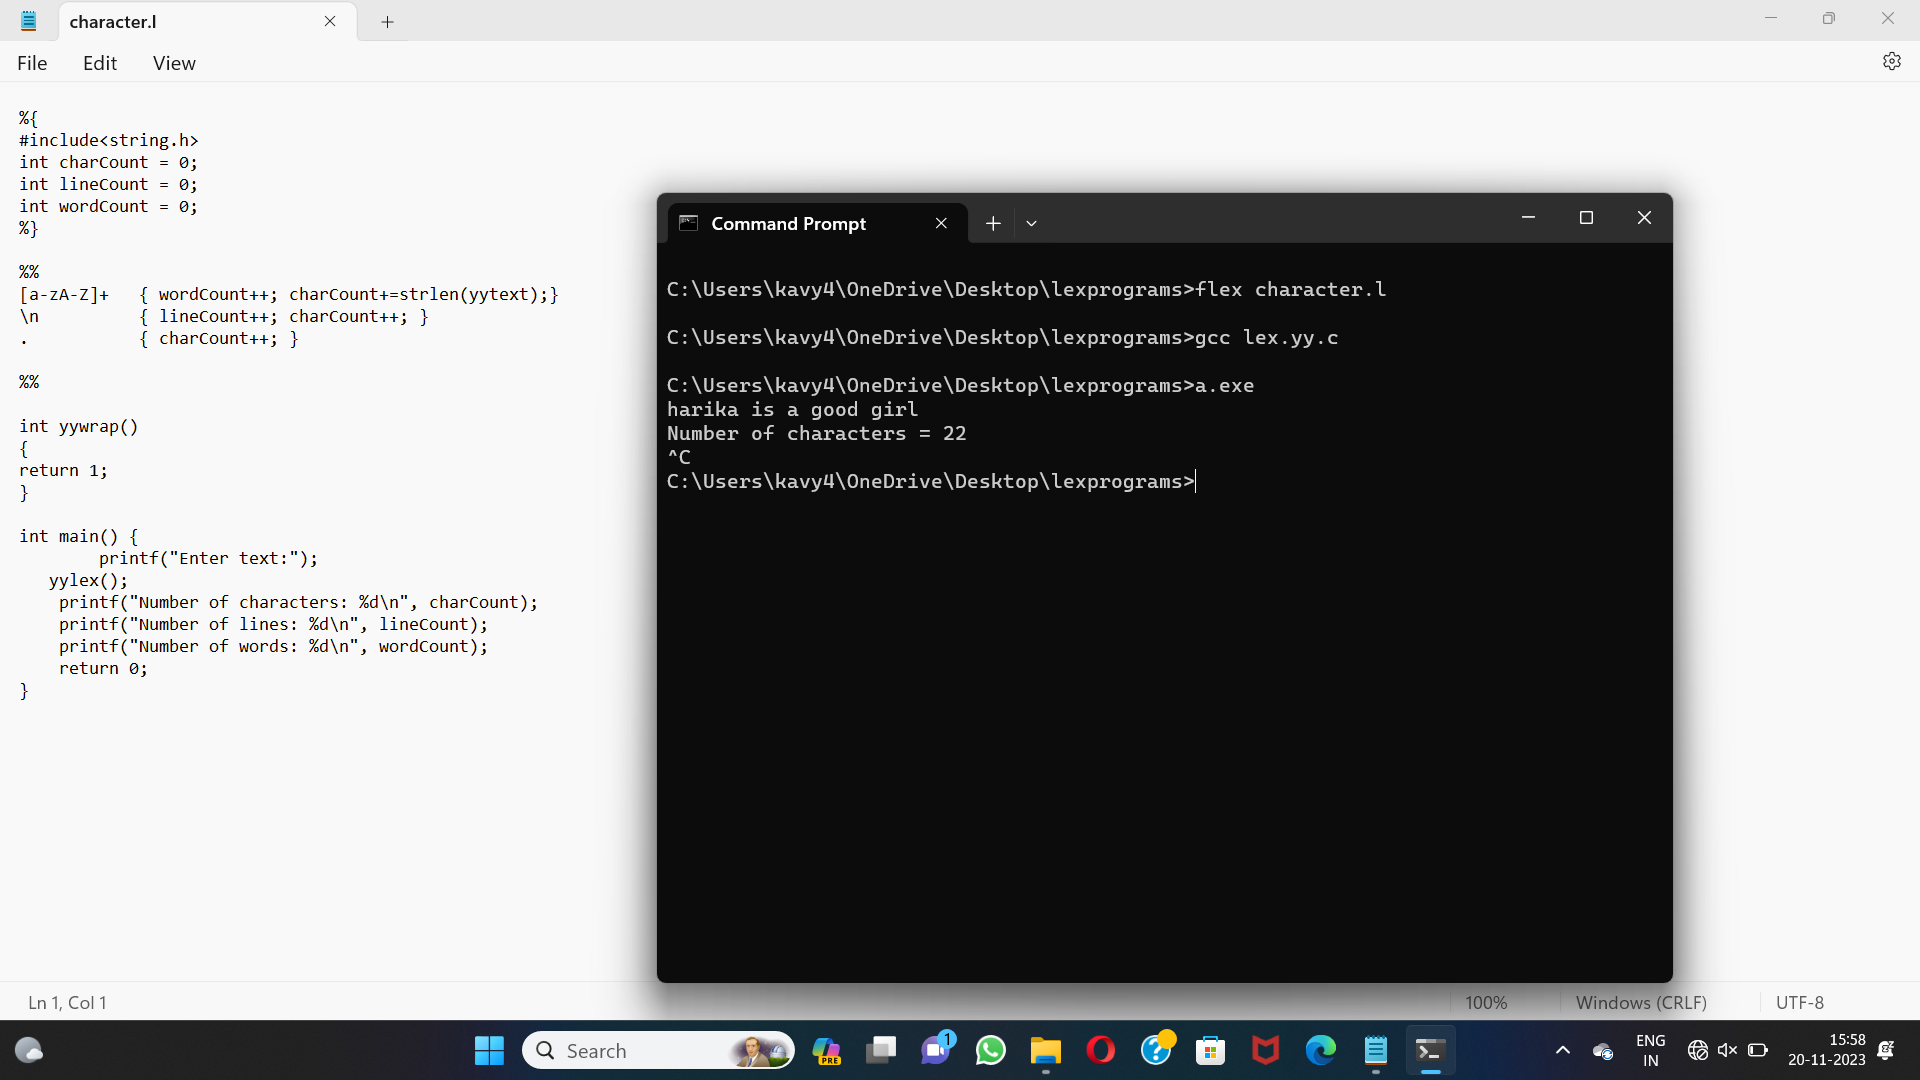 character.l
File Edit View
%{
#include<string.h>
int charCount = 0;
int lineCount = 0;
int wordCount = 0;
%}
%%
[a-zA-Z]+   { wordCount++; charCount+=strlen(yytext);}
\n          { lineCount++; charCount++; }
.           { charCount++; }
%%
int yywrap()
{
return 1;
}
int main() {
        printf("Enter text:");
   yylex();
    printf("Number of characters: %d\n", charCount);
    printf("Number of lines: %d\n", lineCount);
    printf("Number of words: %d\n", wordCount);
    return 0;
}
Command Prompt
C:\Users\kavy4\OneDrive\Desktop\lexprograms>flex character.l
C:\Users\kavy4\OneDrive\Desktop\lexprograms>gcc lex.yy.c
C:\Users\kavy4\OneDrive\Desktop\lexprograms>a.exe
harika is a good girl
Number of characters = 22
^C
C:\Users\kavy4\OneDrive\Desktop\lexprograms>
Ln 1, Col 1 100% Windows (CRLF) UTF-8
Search
PRE
1
ENG
IN
15:58
20-11-2023